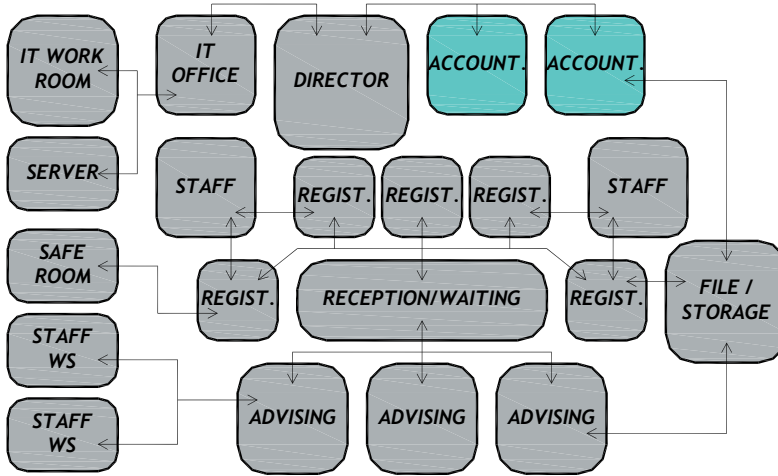 IT WORK
ROOM
IT
OFFICE
DIRECTOR
ACCOUNT.
ACCOUNT.
SERVER
STAFF
REGIST.
REGIST.
REGIST.
STAFF
SAFE
ROOM
REGIST.
RECEPTION/WAITING
REGIST.
FILE /
STORAGE
STAFF
WS
STAFF
WS
ADVISING
ADVISING
ADVISING